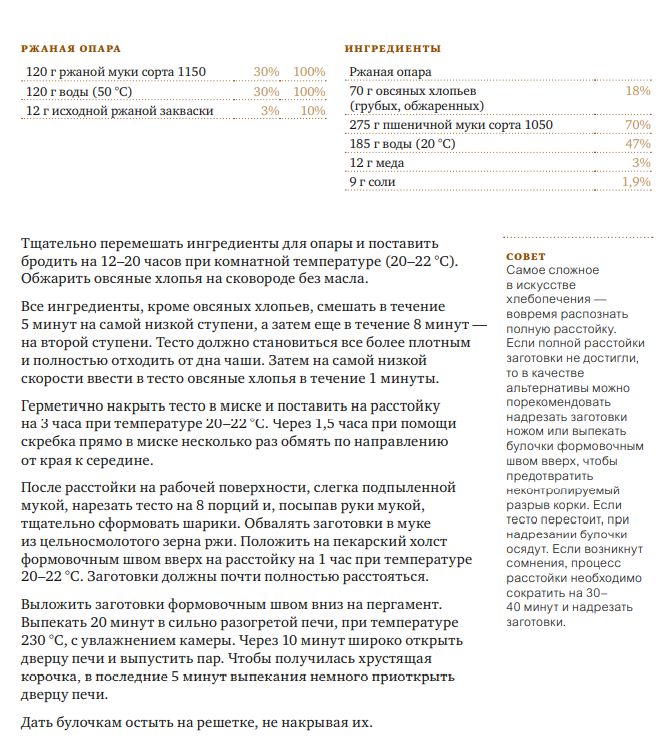 РЖАНАЯ ОПАРА
120 г ржаной муки сорта 1150 30% 100%
120 г воды (50 °C) 30% 100%
12 г исходной ржаной закваски 3% 10%
ИНГРЕДИЕНТЫ
Ржаная опара
70 г овсяных хлопьев 18%
(грубых, обжаренных)
275 г пшеничной муки сорта 1050 70%
185 г воды (20 °C) 47%
12 г меда 3%
9 г соли 1,9%
Тщательно перемешать ингредиенты для опары и поставить
бродить на 12–20 часов при комнатной температуре (20–22 °C).
Обжарить овсяные хлопья на сковороде без масла.
Все ингредиенты, кроме овсяных хлопьев, смешать в течение
5 минут на самой низкой ступени, а затем еще в течение 8 минут —
на второй ступени. Тесто должно становиться все более плотным
и полностью отходить от дна чаши. Затем на самой низкой
скорости ввести в тесто овсяные хлопья в течение 1 минуты.
Герметично накрыть тесто в миске и поставить на расстойку
на 3 часа при температуре 20–22 °C. Через 1,5 часа при помощи
скребка прямо в миске несколько раз обмять по направлению
от края к середине.
После расстойки на рабочей поверхности, слегка подпыленной
мукой, нарезать тесто на 8 порций и, посыпав руки мукой,
тщательно сформовать шарики. Обвалять заготовки в муке
из цельносмолотого зерна ржи. Положить на пекарский холст
формовочным швом вверх на расстойку на 1 час при температуре
20–22 °C. Заготовки должны почти полностью расстояться.
Выложить заготовки формовочным швом вниз на пергамент.
Выпекать 20 минут в сильно разогретой печи, при температуре
230 °C, с увлажнением камеры. Через 10 минут широко открыть
дверцу печи и выпустить пар. Чтобы получилась хрустящая
корочка, в последние 5 минут выпекания немного приоткрыть
дверцу печи.
Дать булочкам остыть на решетке, не накрывая их.
СОВЕТ
Самое сложное
в искусстве
хлебопечения —
вовремя распознать
полную расстойку.
Если полной расстойки
заготовки не достигли,
то в качестве
альтернативы можно
порекомендовать
надрезать заготовки
ножом или выпекать
булочки формовочным
швом вверх, чтобы
предотвратить
неконтролируемый
разрыв корки. Если
тесто перестоит, при
надрезании булочки
осядут. Если возникнут
сомнения, процесс
расстойки необходимо
сократить на 30–
40 минут и надрезать
заготовки.